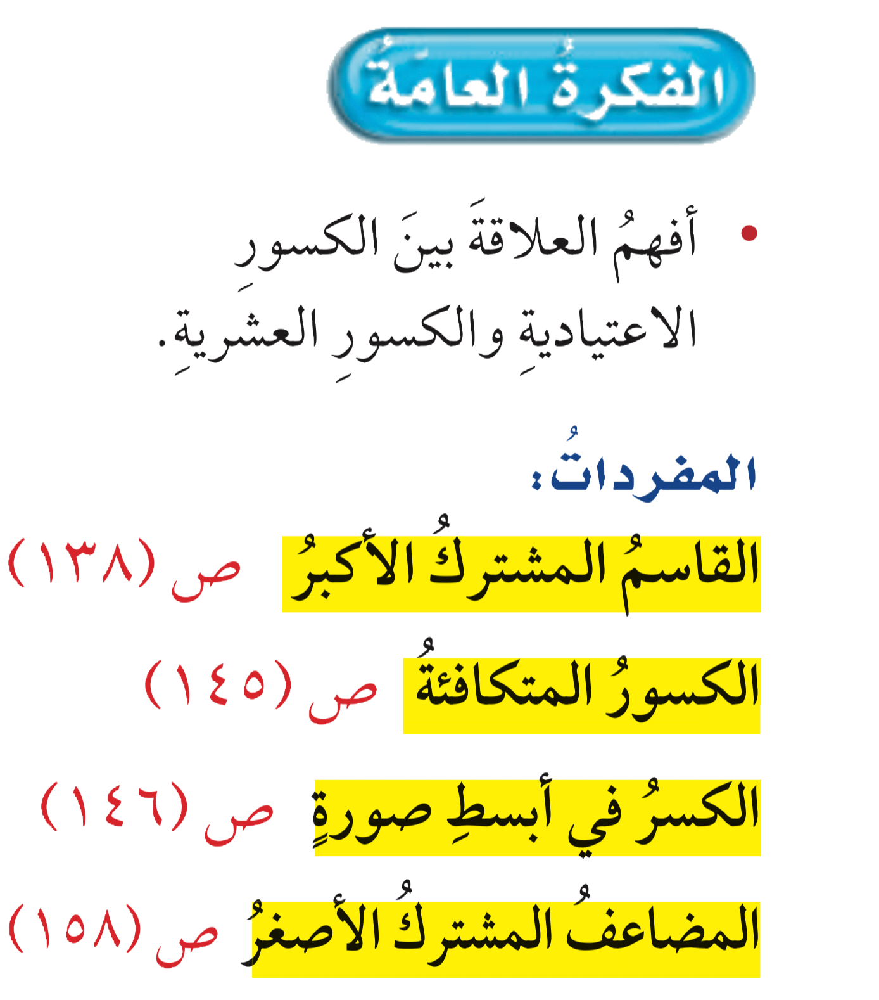 الفكرةُ العامَةُ
• أفهمُ العلاقةَ بينَ الكسورِ
الاعتياديةِ والكسورِ العشريةِ.
المفرداتُ:
القاسمُ المشتركُ الأكبرُ ص (١٣٨)
الكسورُ المتكافئةُ ص (١٤٥)
الكسرُ في أبسطِ صورةٍ ص (١٤٦)
المضاعفُ المشتركُ الأصغرُ ص (١٥٨)